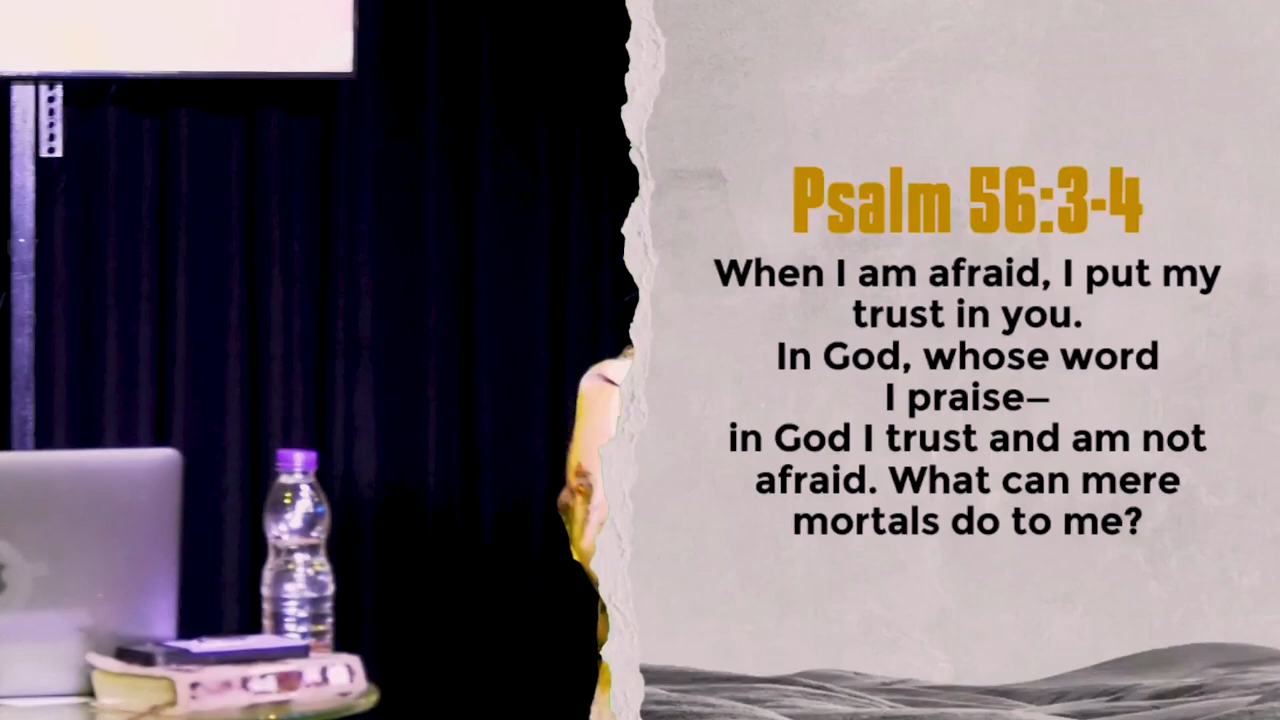 Psalm 56:3-4
When I am afraid, I put my
trust in you.
In God, whose word
I praise—
in God I trust and am not
afraid. What can mere
mortals do to me?